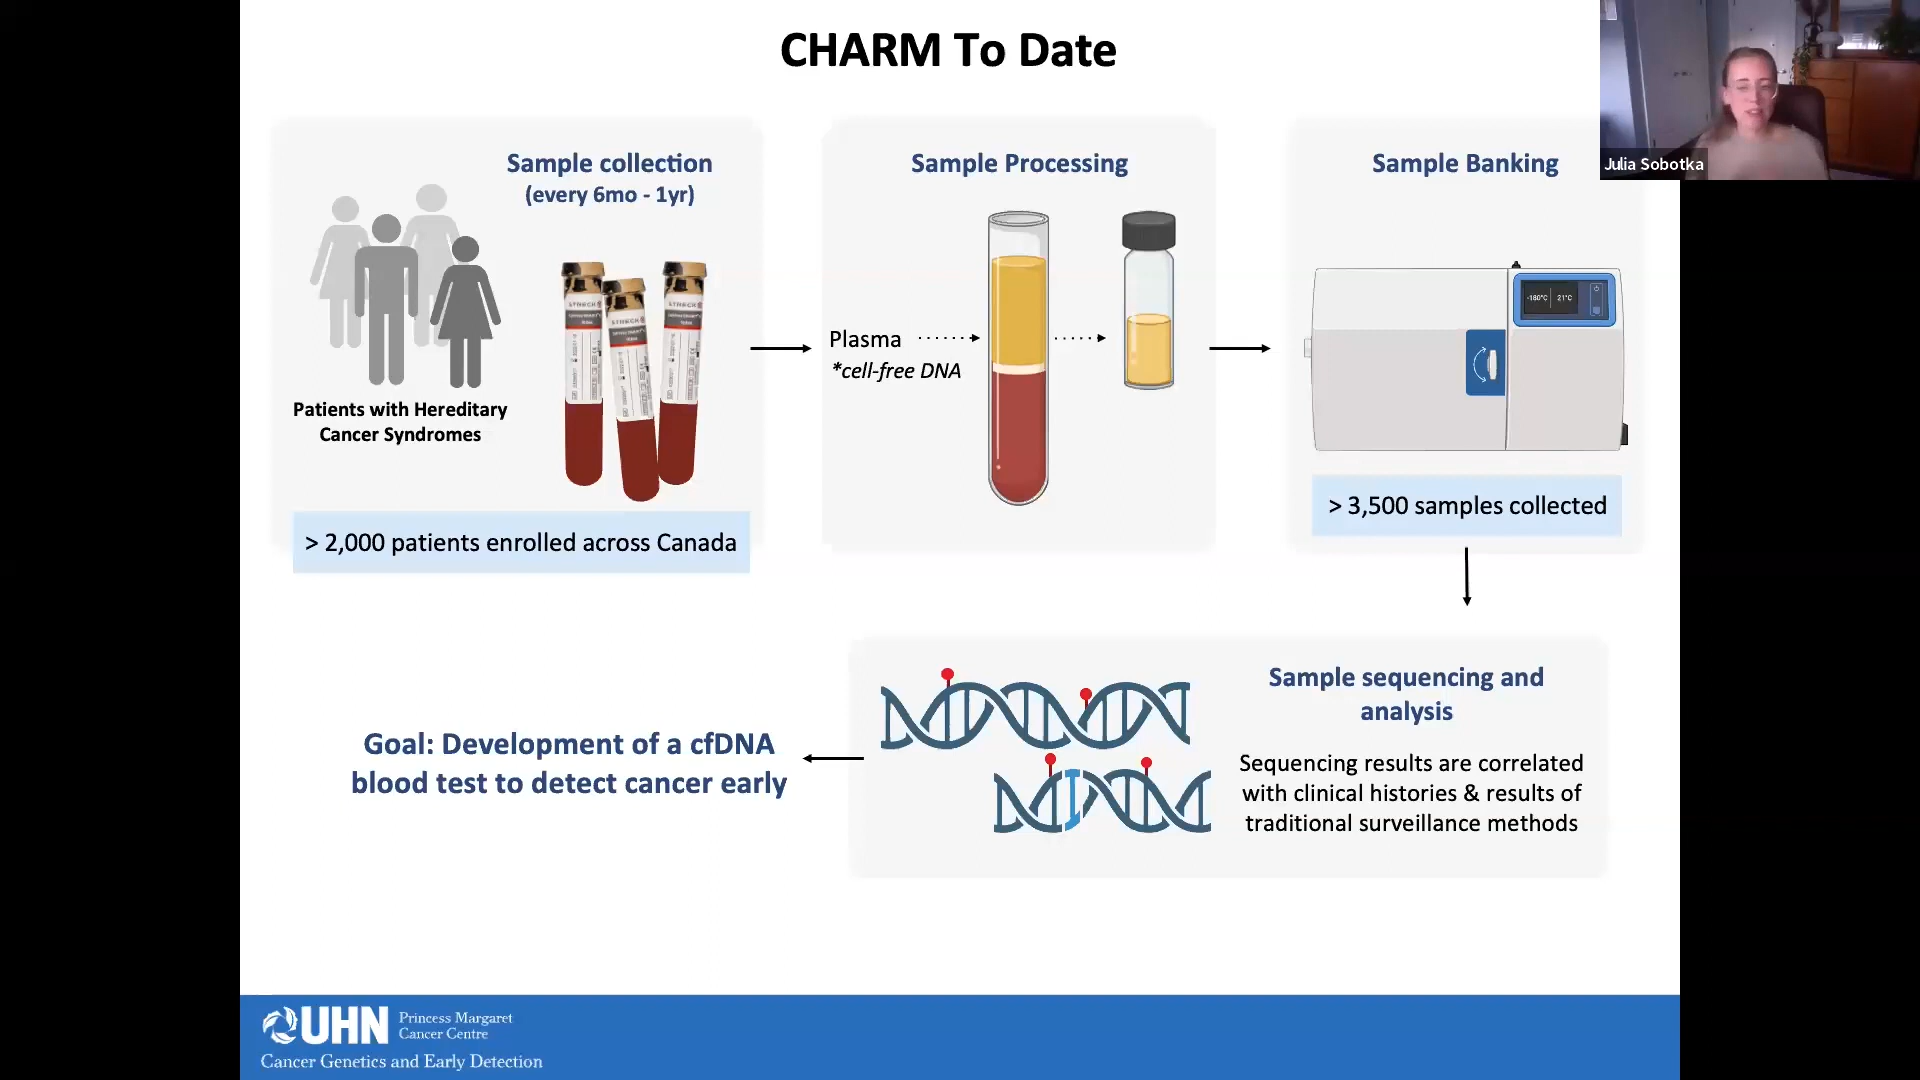 CHARM To Date
Julia Sobotka
Sample collection
(every 6mo - 1yr)
Patients with Hereditary
Cancer Syndromes
> 2,000 patients enrolled across Canada
Sample Processing
Plasma
*cell-free DNA
Sample Banking
-180°C 21°C
> 3,500 samples collected
Sample sequencing and
analysis
Sequencing results are correlated
with clinical histories & results of
traditional surveillance methods
Goal: Development of a cfDNA
blood test to detect cancer early
UHN
Princess Margaret
Cancer Centre
Cancer Genetics and Early Detection